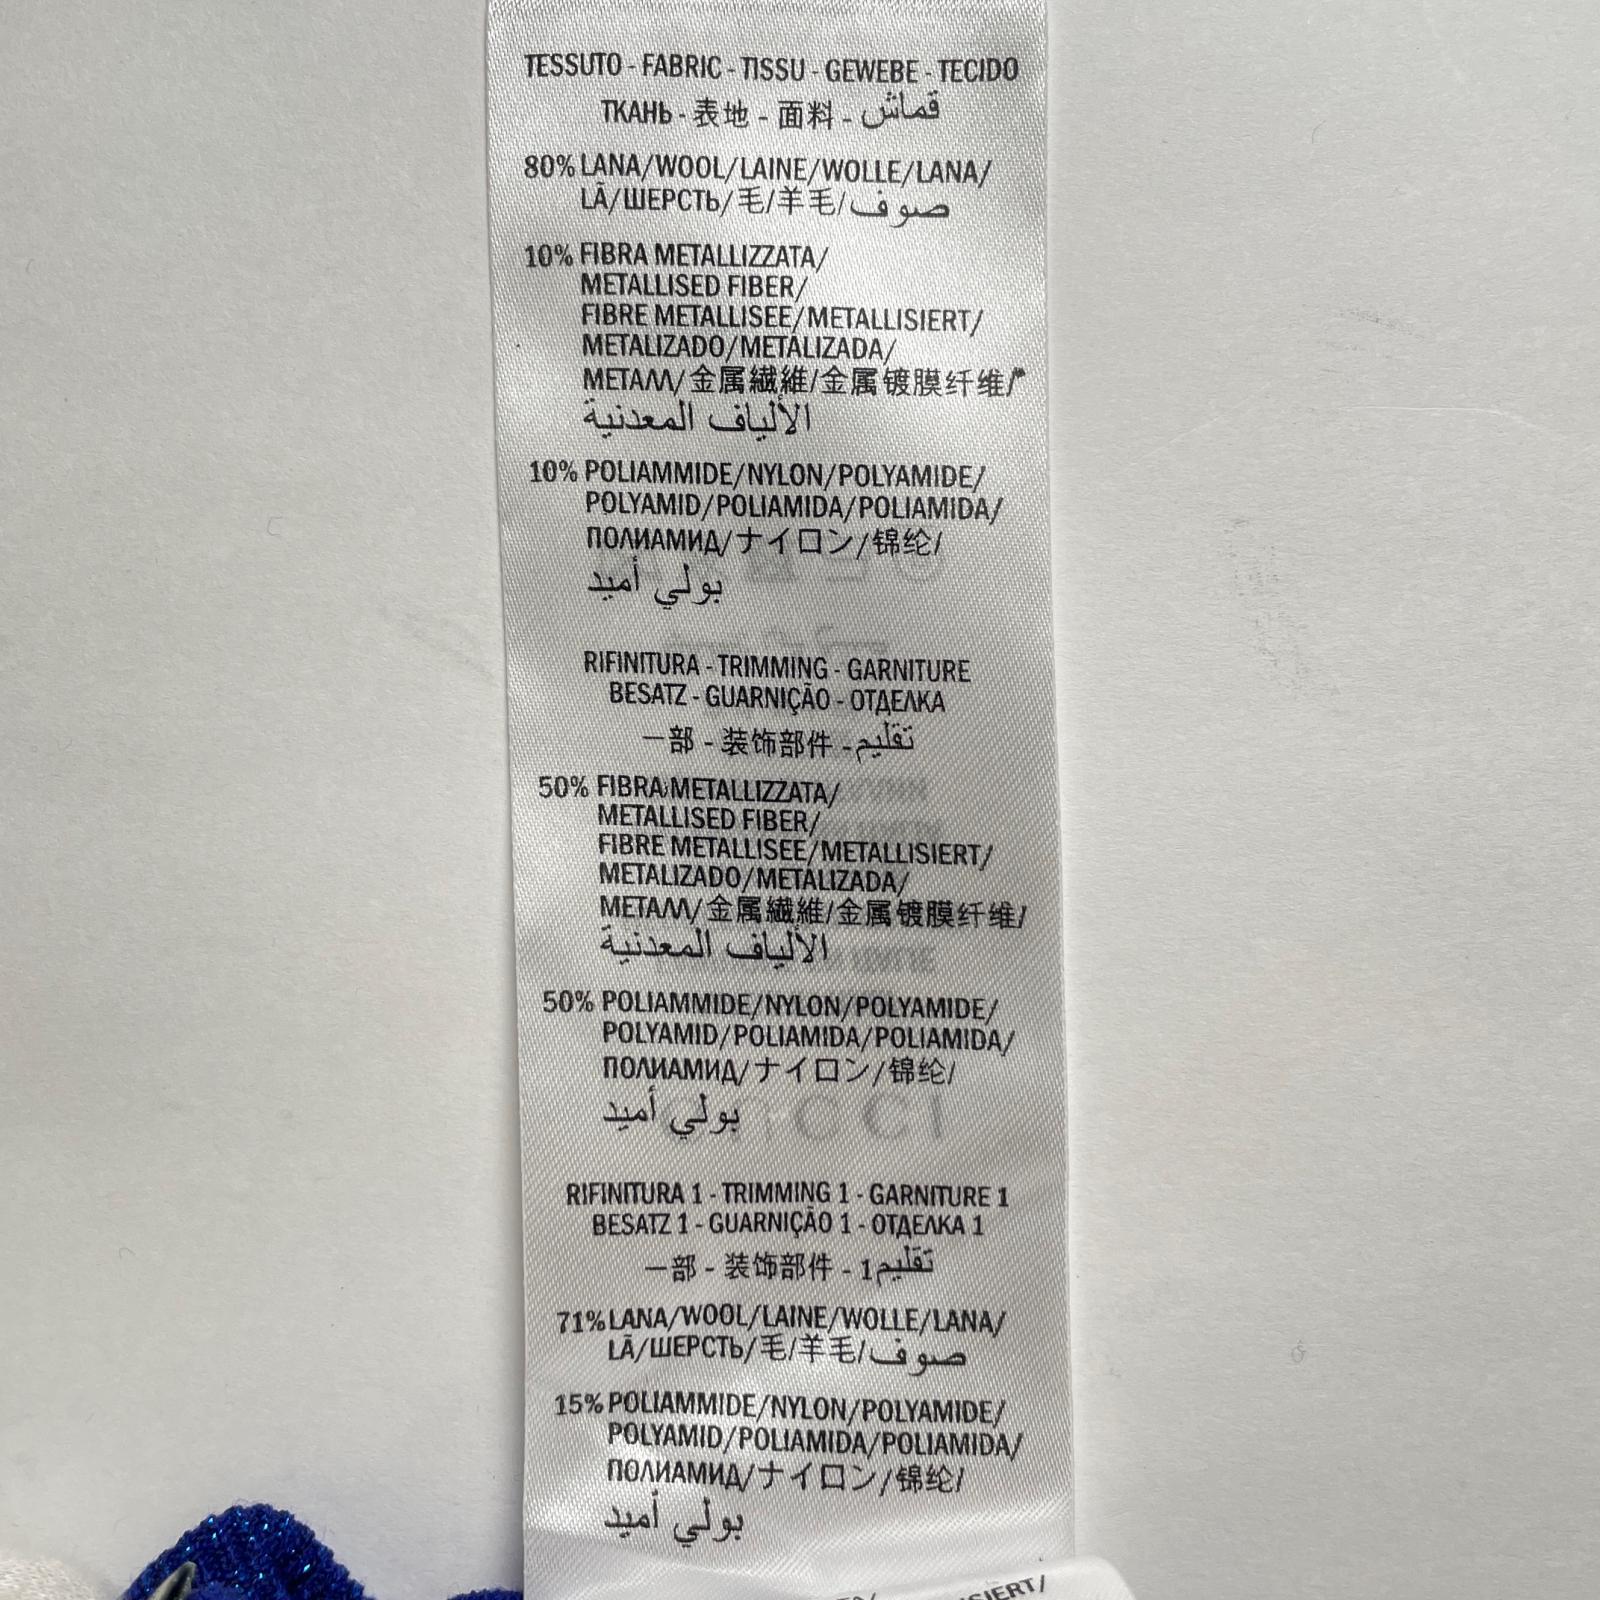 TESSUTO - FABRIC - TISSU - GEWEBE - TECIDO
ТКАНЬ - 表地 - 面料 - قماش
80% LANA/WOOL/LAINE/WOLLE/LANA/
LÃ/ШЕРСТЬ/毛/羊毛/صوف
10% FIBRA METALLIZZATA/
METALLISED FIBER/
FIBRE METALLISEE/METALLISIERT/
METALIZADO/METALIZADA/
МЕТАЛЛ/金属繊維/金属镀膜纤维/
الألياف المعدنية
10% POLIAMMIDE/NYLON/POLYAMIDE/
POLYAMID/POLIAMIDA/POLIAMIDA/
ПОЛИАМИД/ナイロン/锦纶/
بولي أميد
RIFINITURA - TRIMMING - GARNITURE
BESATZ - GUARNIÇÃO - ОТДЕЛКА
一部 - 装饰部件 - تقليم
50% FIBRA METALLIZZATA/
METALLISED FIBER/
FIBRE METALLISEE/METALLISIERT/
METALIZADO/METALIZADA/
МЕТАЛЛ/金属繊維/金属镀膜纤维/
الألياف المعدنية
50% POLIAMMIDE/NYLON/POLYAMIDE/
POLYAMID/POLIAMIDA/POLIAMIDA/
ПОЛИАМИД/ナイロン/锦纶/
بولي أميد
RIFINITURA 1 - TRIMMING 1 - GARNITURE 1
BESATZ 1 - GUARNIÇÃO 1 - ОТДЕЛКА 1
一部 - 装饰部件 - 1تقليم
71% LANA/WOOL/LAINE/WOLLE/LANA/
LÃ/ШЕРСТЬ/毛/羊毛/صوف
15% POLIAMMIDE/NYLON/POLYAMIDE/
POLYAMID/POLIAMIDA/POLIAMIDA/
ПОЛИАМИД/ナイロン/锦纶/
بولي أميد